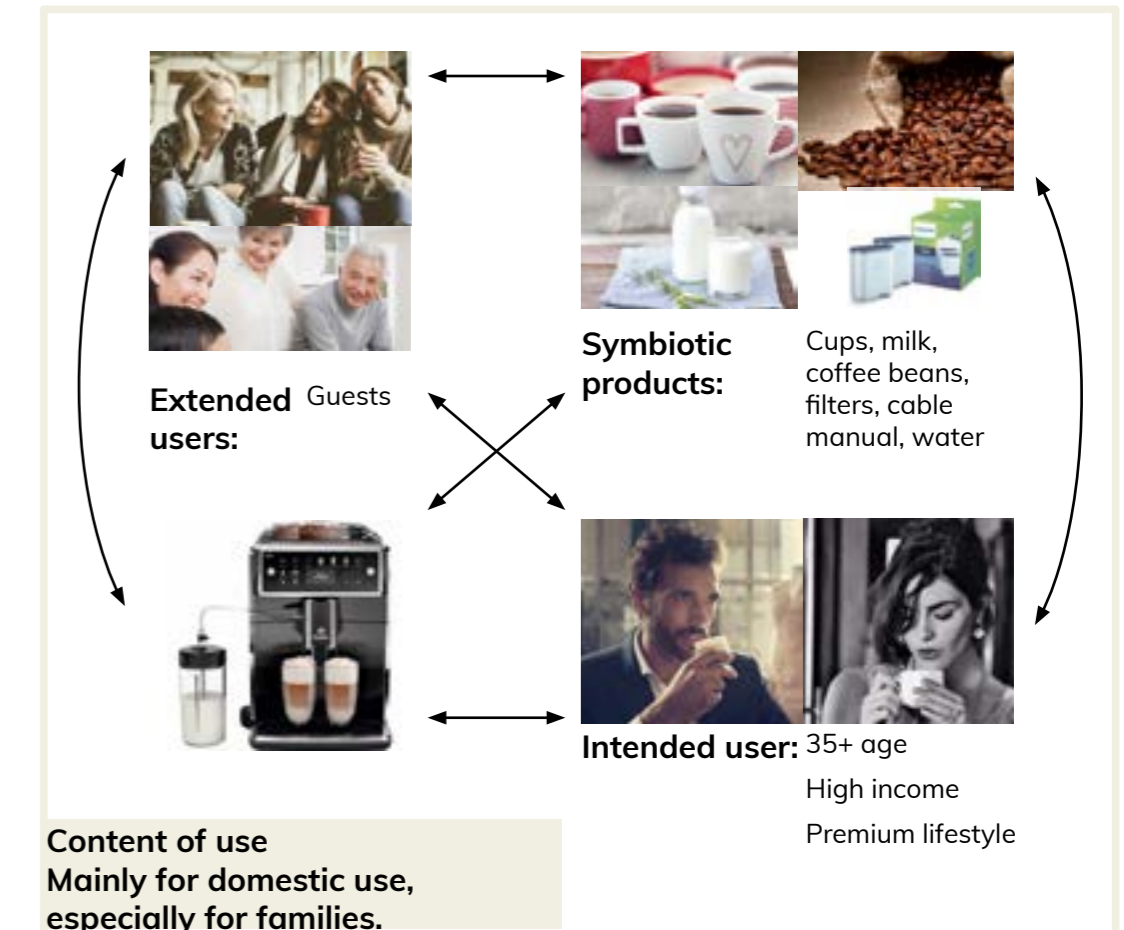 Symbiotic
products:
Cups, milk,
coffee beans,
filters, cable
manual, water
Extended
users:
Guests
Intended user:
35+ age
High income
Premium lifestyle
Content of use
Mainly for domestic use,
especially for families.